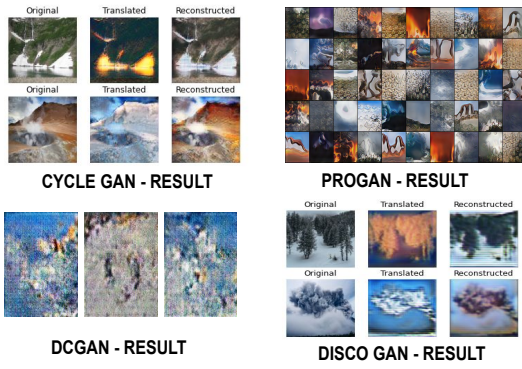 Original Translated Reconstructed
Original Translated Reconstructed
CYCLE GAN - RESULT
PROGAN - RESULT
DCGAN - RESULT
Original Translated Reconstructed
Original Translated Reconstructed
DISCO GAN - RESULT